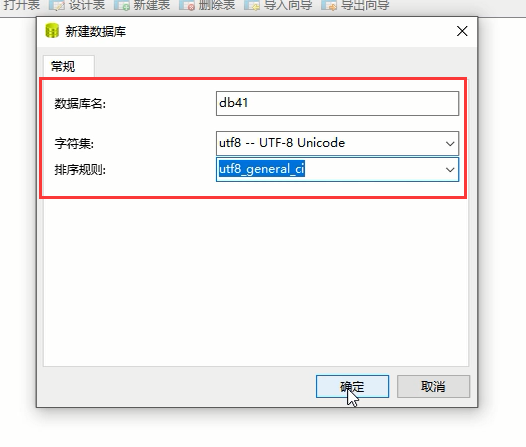 打开表 设计表 新建表 删除表 导入向导 导出向导
新建数据库
常规
数据库名: db41
字符集: utf8 -- UTF-8 Unicode
排序规则: utf8_general_ci
确定 取消